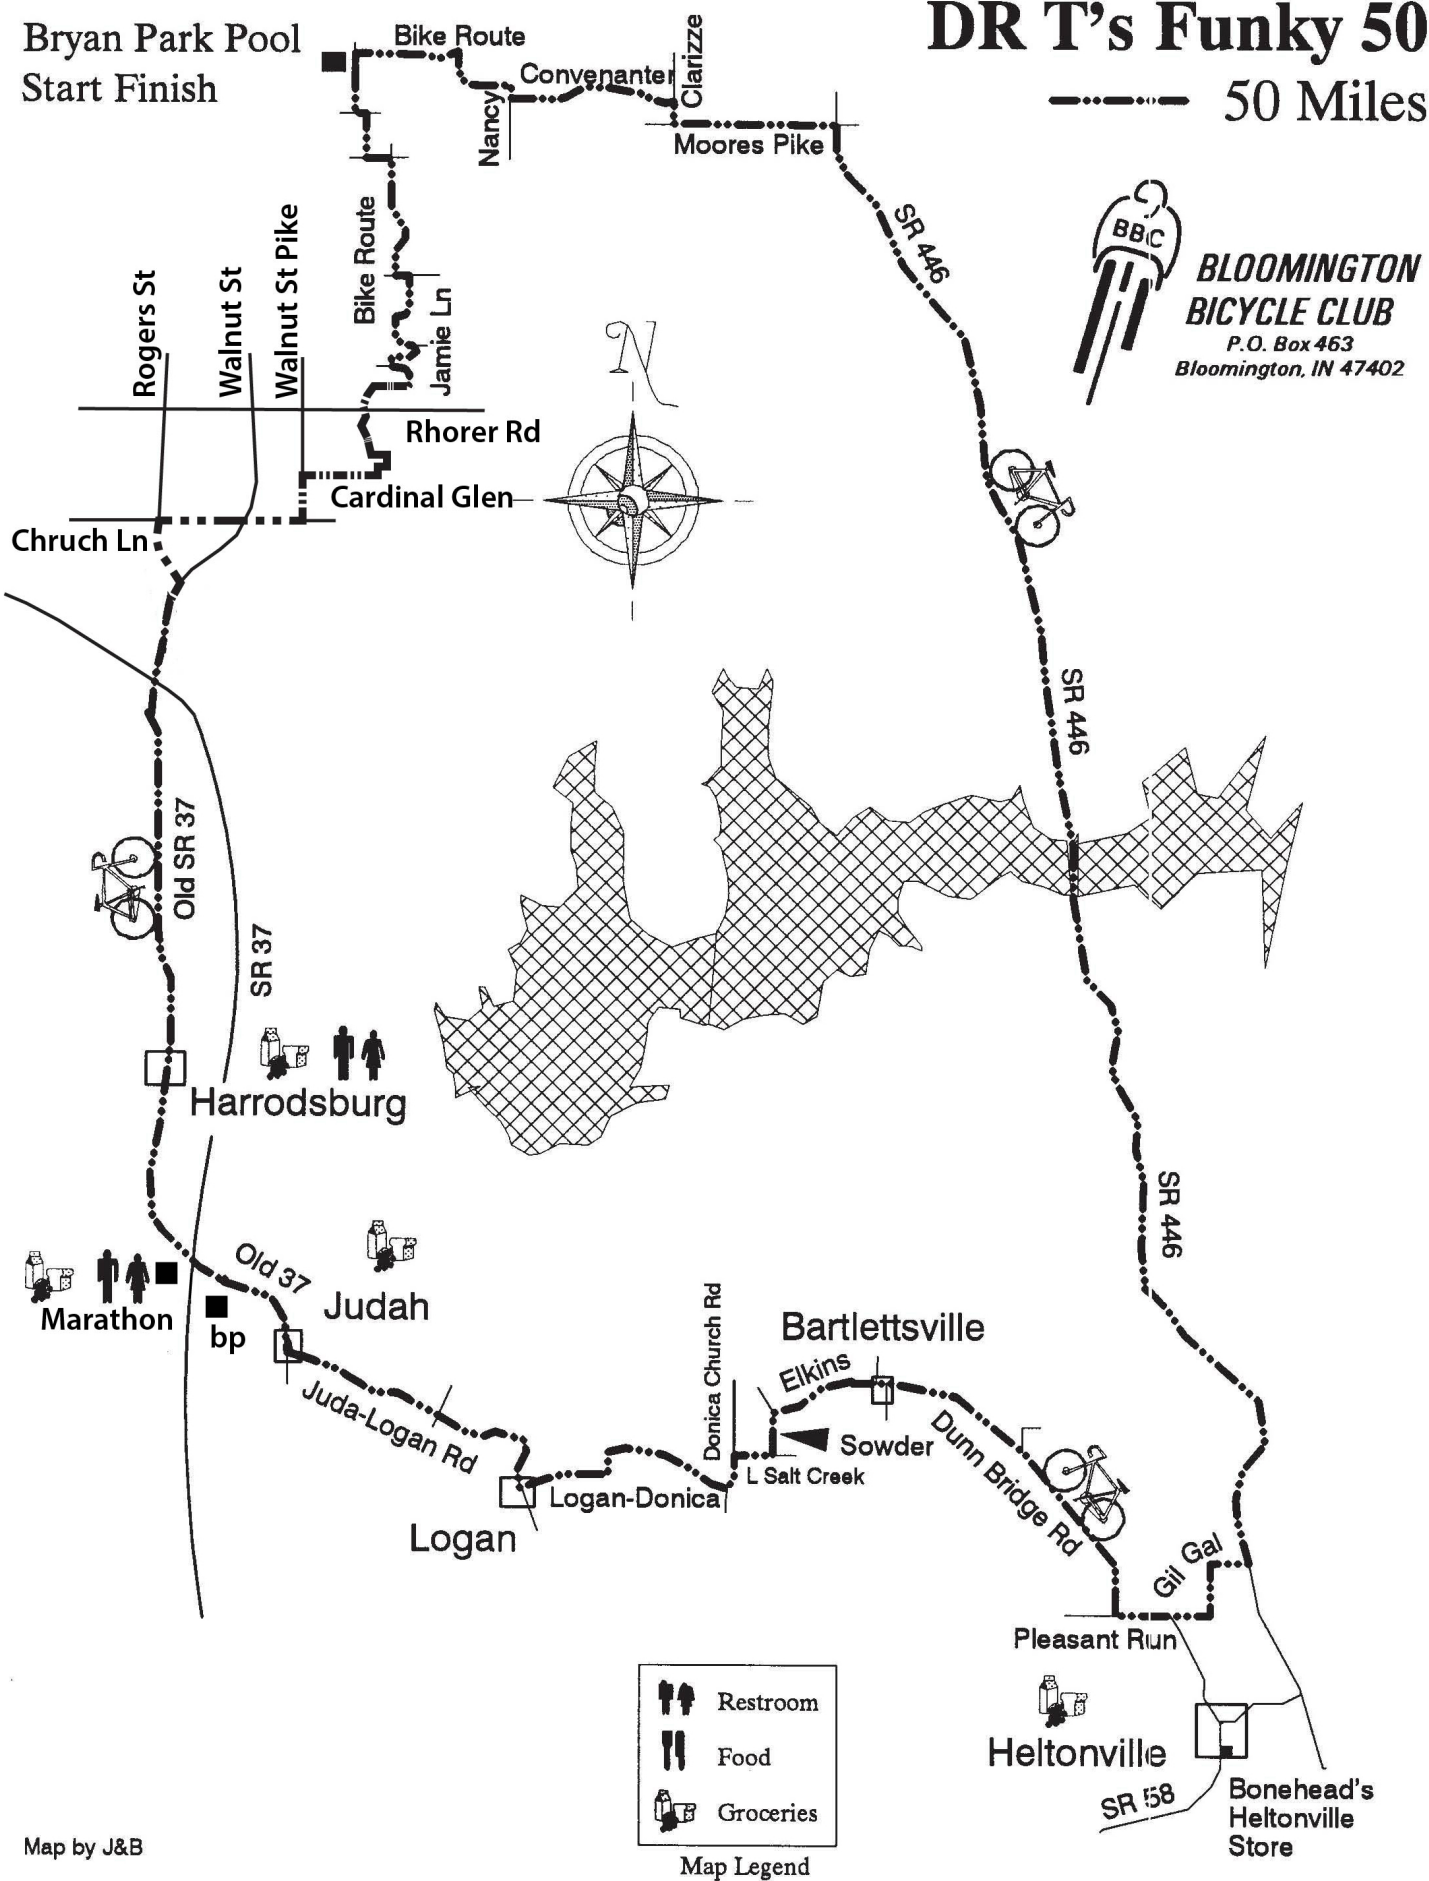 DR T's Funky 50
50 Miles
Bryan Park Pool
Start Finish
Bike Route
Convenanter
Clarizze
Nancy
Moores Pike
SR 446
BBC
BLOOMINGTON
BICYCLE CLUB
P.O. Box 463
Bloomington, IN 47402
Bike Route
Rogers St
Walnut St
Walnut St Pike
Jamie Ln
N
Rhorer Rd
Cardinal Glen
Chruch Ln
SR 446
Old SR 37
SR 37
Harrodsburg
SR 446
Old 37
Judah
Marathon
bp
Donica Church Rd
Bartlettsville
Elkins
Juda-Logan Rd
Sowder
L Salt Creek
Dunn Bridge Rd
Logan-Donica
Logan
Gil Gal
Pleasant Run
Restroom
Food
Groceries
Map Legend
Heltonville
SR 58
Bonehead's
Heltonville
Store
Map by J&B